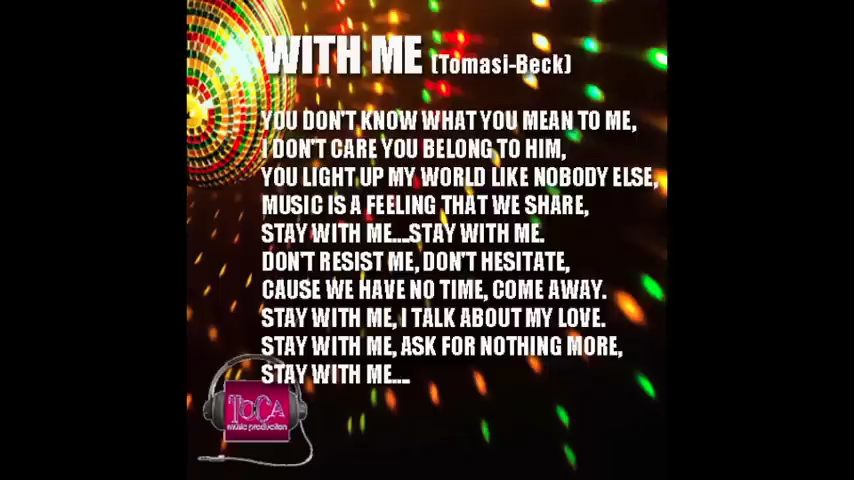 WITH ME (Tomasi-Beck)
YOU DON'T KNOW WHAT YOU MEAN TO ME,
I DON'T CARE YOU BELONG TO HIM,
YOU LIGHT UP MY WORLD LIKE NOBODY ELSE,
MUSIC IS A FEELING THAT WE SHARE,
STAY WITH ME....STAY WITH ME.
DON'T RESIST ME, DON'T HESITATE,
CAUSE WE HAVE NO TIME, COME AWAY.
STAY WITH ME, I TALK ABOUT MY LOVE.
STAY WITH ME, ASK FOR NOTHING MORE,
STAY WITH ME....
ToCA
music production